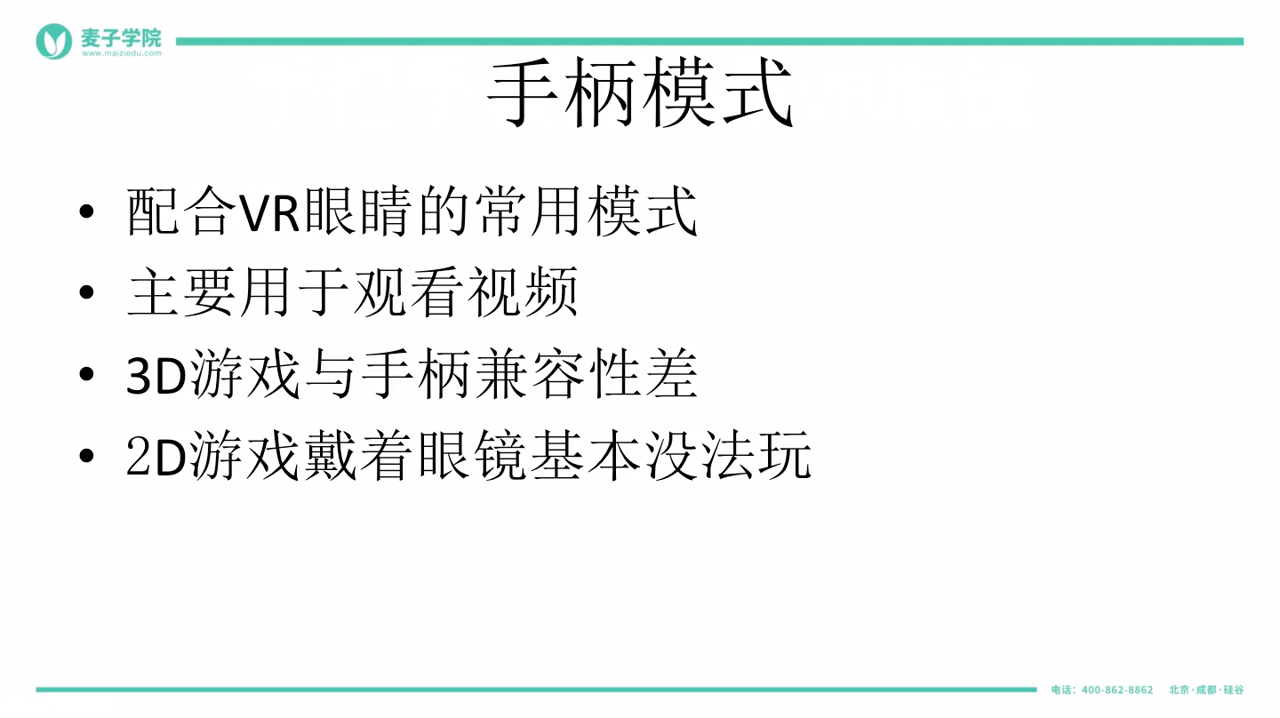 麦子学院
www.maiziedu.com
手柄模式
• 配合VR眼睛的常用模式
• 主要用于观看视频
• 3D游戏与手柄兼容性差
• 2D游戏戴着眼镜基本没法玩
电话：400-862-8862 北京·成都·硅谷